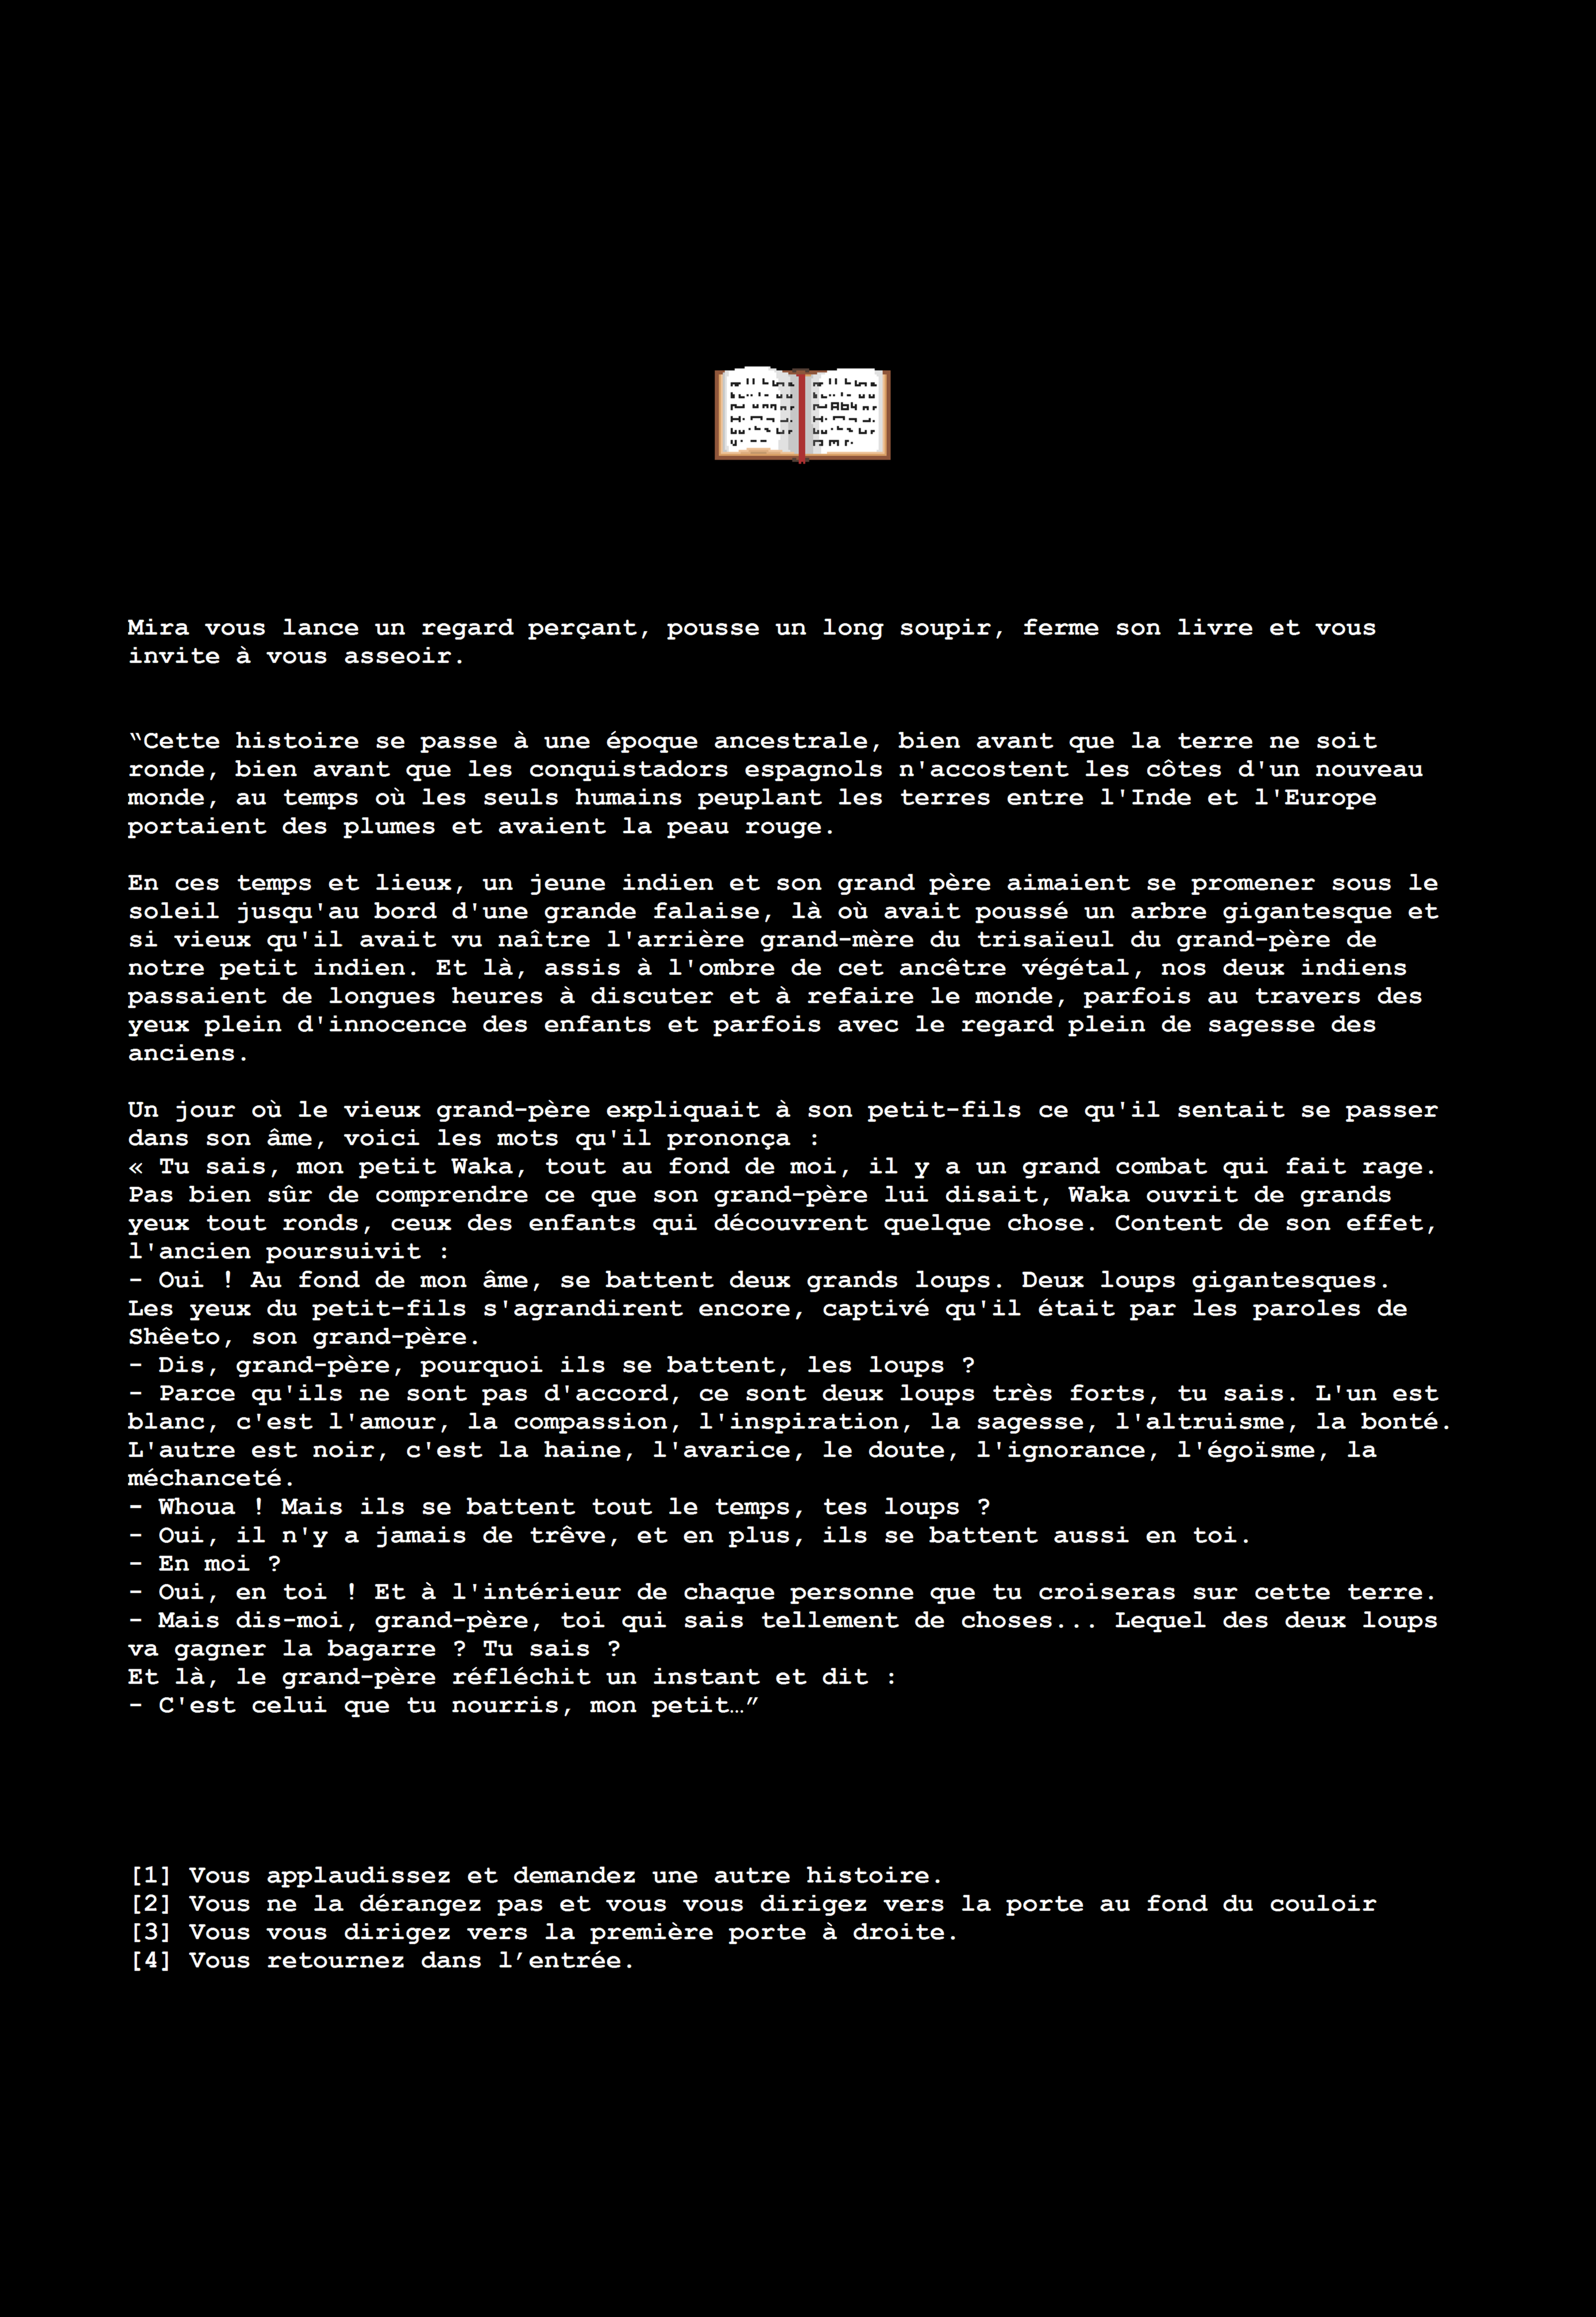 Ab4
Mira vous lance un regard perçant, pousse un long soupir, ferme son livre et vous
invite à vous asseoir.
“Cette histoire se passe à une époque ancestrale, bien avant que la terre ne soit
ronde, bien avant que les conquistadors espagnols n'accostent les côtes d'un nouveau
monde, au temps où les seuls humains peuplant les terres entre l'Inde et l'Europe
portaient des plumes et avaient la peau rouge.
En ces temps et lieux, un jeune indien et son grand père aimaient se promener sous le
soleil jusqu'au bord d'une grande falaise, là où avait poussé un arbre gigantesque et
si vieux qu'il avait vu naître l'arrière grand-mère du trisaïeul du grand-père de
notre petit indien. Et là, assis à l'ombre de cet ancêtre végétal, nos deux indiens
passaient de longues heures à discuter et à refaire le monde, parfois au travers des
yeux plein d'innocence des enfants et parfois avec le regard plein de sagesse des
anciens.
Un jour où le vieux grand-père expliquait à son petit-fils ce qu'il sentait se passer
dans son âme, voici les mots qu'il prononça :
« Tu sais, mon petit Waka, tout au fond de moi, il y a un grand combat qui fait rage.
Pas bien sûr de comprendre ce que son grand-père lui disait, Waka ouvrit de grands
yeux tout ronds, ceux des enfants qui découvrent quelque chose. Content de son effet,
l'ancien poursuivit :
- Oui ! Au fond de mon âme, se battent deux grands loups. Deux loups gigantesques.
Les yeux du petit-fils s'agrandirent encore, captivé qu'il était par les paroles de
Shêeto, son grand-père.
- Dis, grand-père, pourquoi ils se battent, les loups ?
- Parce qu'ils ne sont pas d'accord, ce sont deux loups très forts, tu sais. L'un est
blanc, c'est l'amour, la compassion, l'inspiration, la sagesse, l'altruisme, la bonté.
L'autre est noir, c'est la haine, l'avarice, le doute, l'ignorance, l'égoïsme, la
méchanceté.
- Whoua ! Mais ils se battent tout le temps, tes loups ?
- Oui, il n'y a jamais de trêve, et en plus, ils se battent aussi en toi.
- En moi ?
- Oui, en toi ! Et à l'intérieur de chaque personne que tu croiseras sur cette terre.
- Mais dis-moi, grand-père, toi qui sais tellement de choses... Lequel des deux loups
va gagner la bagarre ? Tu sais ?
Et là, le grand-père réfléchit un instant et dit :
- C'est celui que tu nourris, mon petit…”
[1] Vous applaudissez et demandez une autre histoire.
[2] Vous ne la dérangez pas et vous vous dirigez vers la porte au fond du couloir
[3] Vous vous dirigez vers la première porte à droite.
[4] Vous retournez dans l’entrée.